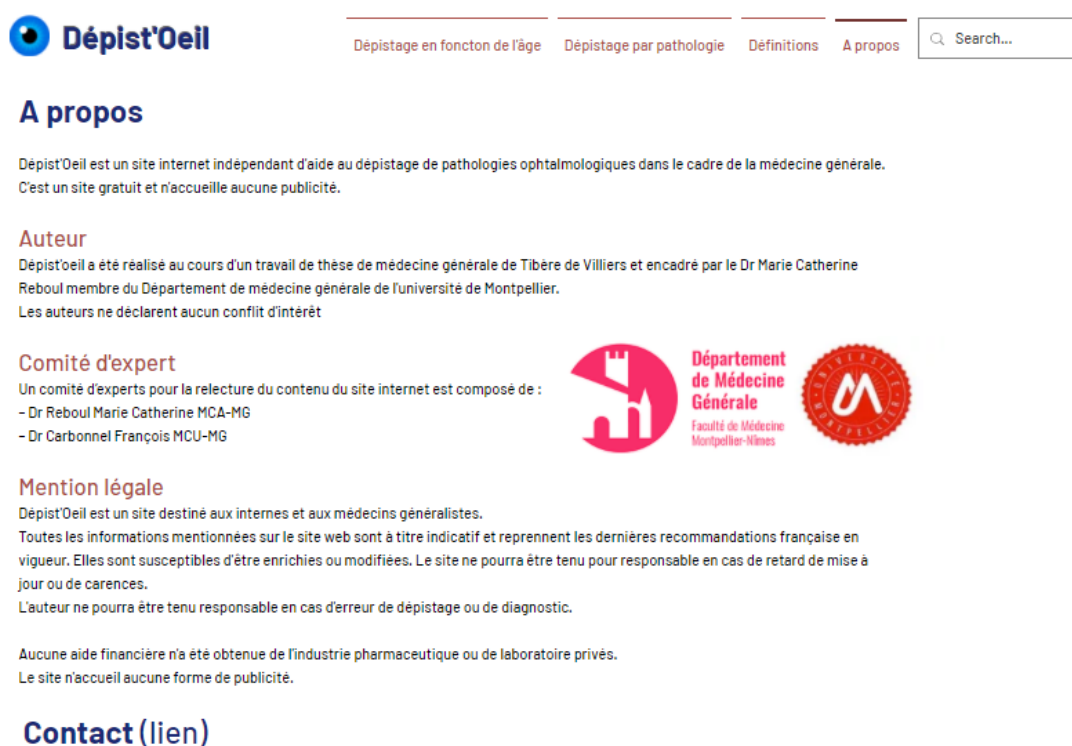 Dépist'Oeil
Dépistage en foncton de l'âge
Dépistage par pathologie
Définitions
A propos
Search...
A propos
Dépist'Oeil est un site internet indépendant d'aide au dépistage de pathologies ophtalmologiques dans le cadre de la médecine générale.
C'est un site gratuit et n'accueille aucune publicité.
Auteur
Dépist'oeil a été réalisé au cours d'un travail de thèse de médecine générale de Tibère de Villiers et encadré par le Dr Marie Catherine
Reboul membre du Département de médecine générale de l'université de Montpellier.
Les auteurs ne déclarent aucun conflit d'intérêt
Comité d'expert
Un comité d'experts pour la relecture du contenu du site internet est composé de :
- Dr Reboul Marie Catherine MCA-MG
- Dr Carbonnel François MCU-MG
Département
de Médecine
Générale
Faculté de Médecine
Montpellier-Nîmes
UNIVERSITÉ
MONTPELLIER
Mention légale
Dépist'Oeil est un site destiné aux internes et aux médecins généralistes.
Toutes les informations mentionnées sur le site web sont à titre indicatif et reprennent les dernières recommandations française en
vigueur. Elles sont susceptibles d'être enrichies ou modifiées. Le site ne pourra être tenu pour responsable en cas de retard de mise à
jour ou de carences.
L'auteur ne pourra être tenu responsable en cas d'erreur de dépistage ou de diagnostic.
Aucune aide financière n'a été obtenue de l'industrie pharmaceutique ou de laboratoire privés.
Le site n'accueil aucune forme de publicité.
Contact (lien)